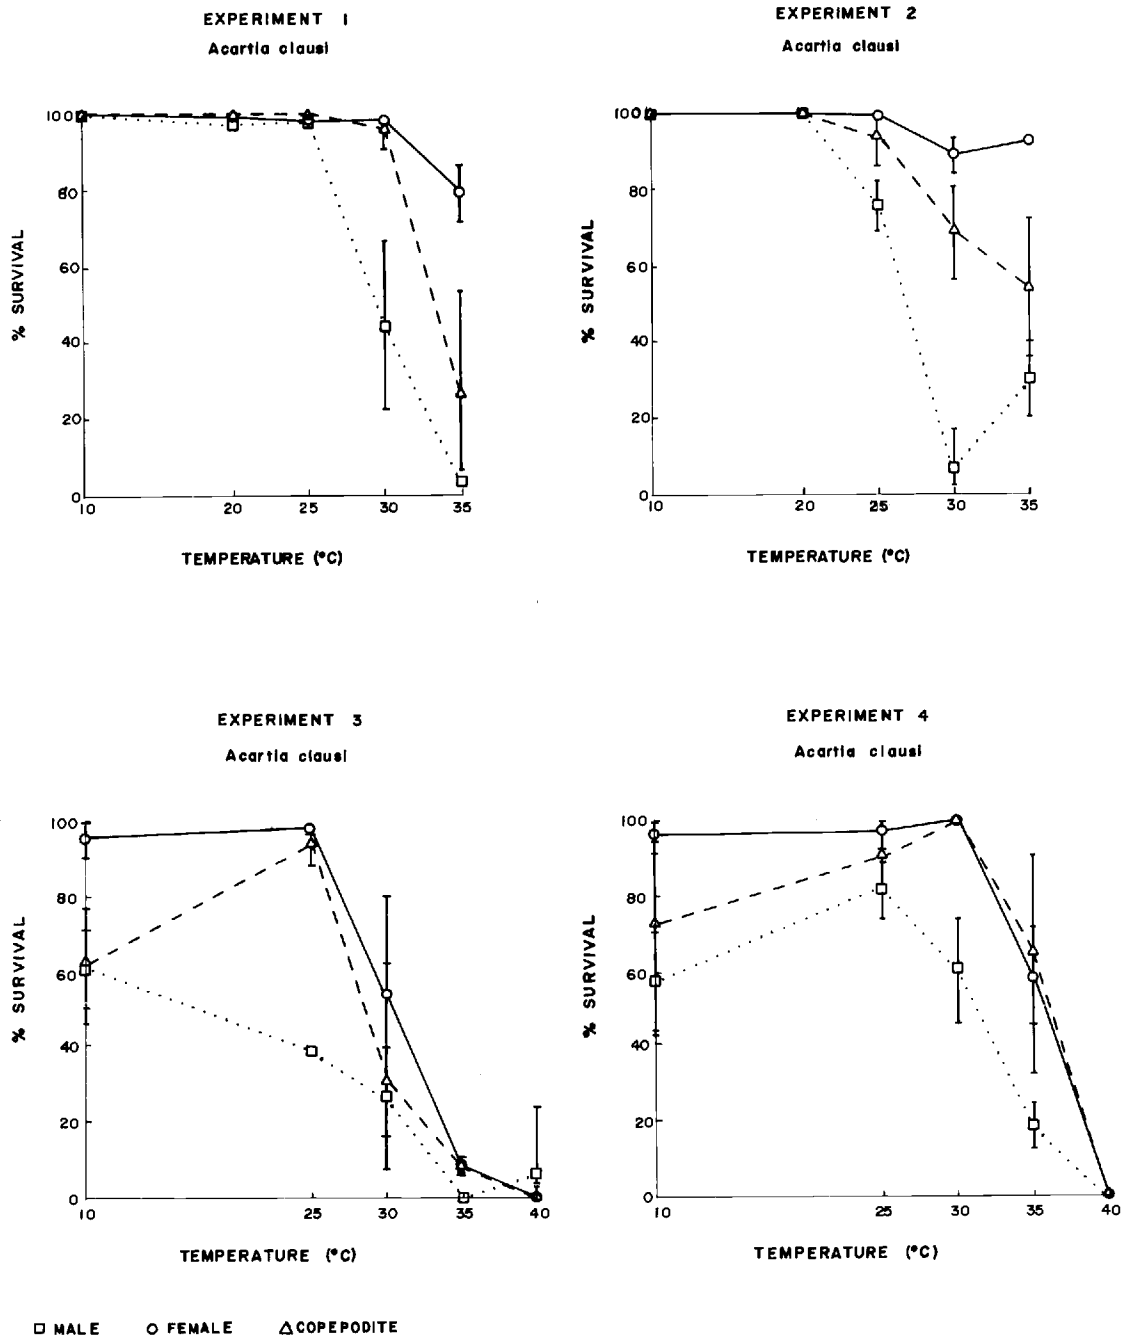 EXPERIMENT 1
Acartia clausi
100
80
60
40
20
0
% SURVIVAL
10 20 25 30 35
TEMPERATURE (°C)
EXPERIMENT 2
Acartia clausi
100
80
60
40
20
0
% SURVIVAL
10 20 25 30 35
TEMPERATURE (°C)
EXPERIMENT 3
Acartia clausi
100
80
60
40
20
0
% SURVIVAL
10 25 30 35 40
TEMPERATURE (°C)
EXPERIMENT 4
Acartia clausi
100
80
60
40
20
0
% SURVIVAL
10 25 30 35 40
TEMPERATURE (°C)
MALE FEMALE COPEPODITE